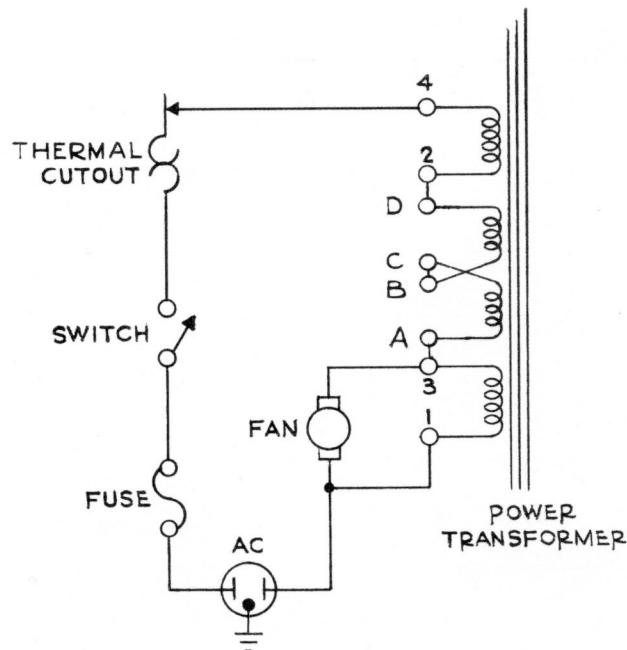 4
THERMAL
CUTOUT
2
D
C
B
SWITCH
A
3
FAN
1
FUSE
AC
POWER
TRANSFORMER